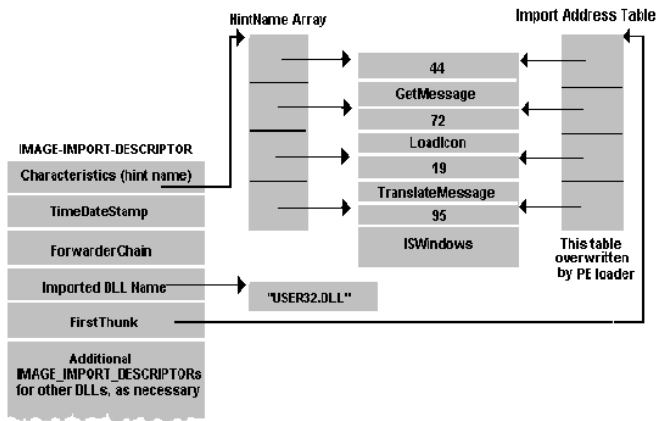 HintName Array
Import Address Table
44
GetMessage
72
LoadIcon
19
TranslateMessage
95
ISWindows
IMAGE-IMPORT-DESCRIPTOR
Characteristics (hint name)
TimeDateStamp
ForwarderChain
Imported DLL Name
FirstThunk
Additional
IMAGE_IMPORT_DESCRIPTORs
for other DLLs, as necessary
"USER32.DLL"
This table
overwritten
by PE loader